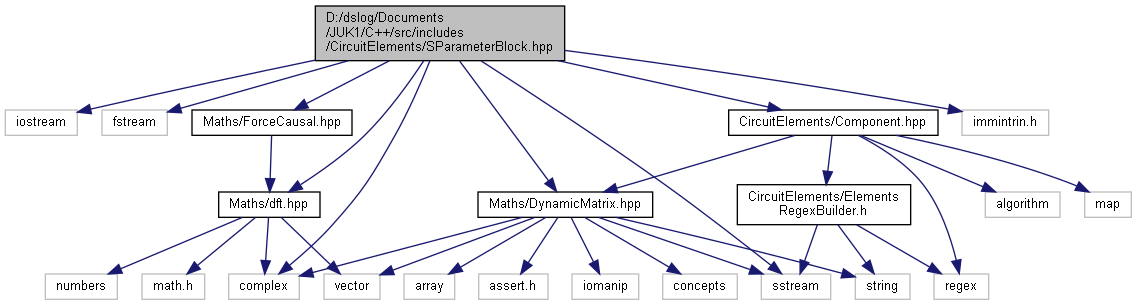 D:/dslog/Documents
/JUK1/C++/src/includes
/CircuitElements/SParameterBlock.hpp
iostream
fstream
Maths/ForceCausal.hpp
CircuitElements/Component.hpp
immintrin.h
Maths/dft.hpp
Maths/DynamicMatrix.hpp
CircuitElements/Elements
RegexBuilder.h
algorithm
map
numbers
math.h
complex
vector
array
assert.h
iomanip
concepts
sstream
string
regex